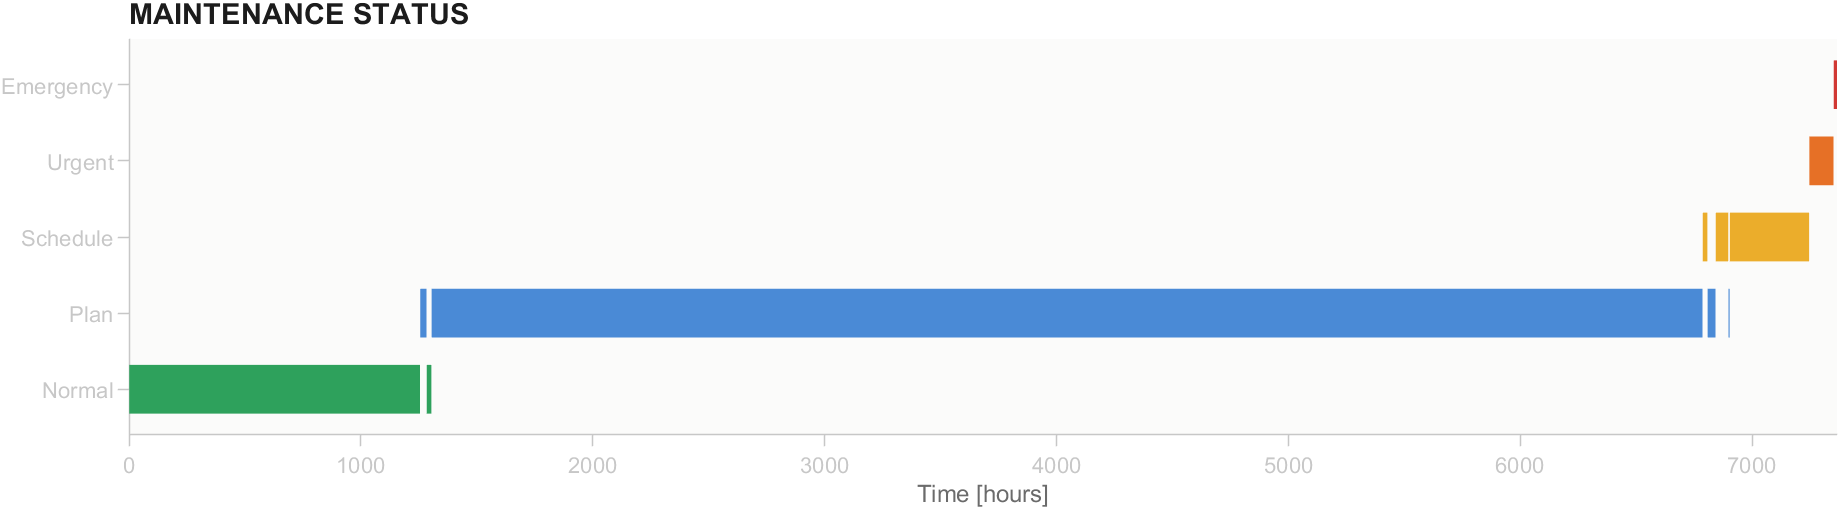 MAINTENANCE STATUS
Emergency
Urgent
Schedule
Plan
Normal
0 1000 2000 3000 4000 5000 6000 7000
Time [hours]